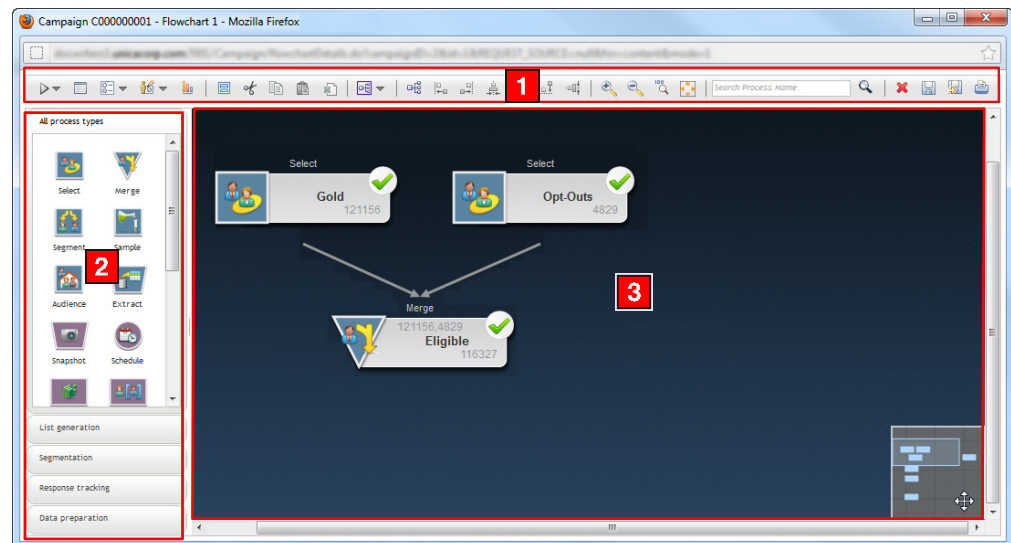 Campaign C000000001 - Flowchart 1 - Mozilla Firefox
1
100
Search Process Name
All process types
Select
Merge
Segment
Sample
2
Audience
Extract
Snapshot
Schedule
List generation
Segmentation
Response tracking
Data preparation
Select
Gold
121156
Select
Opt-Outs
4829
3
Merge
121156,4829
Eligible
116327